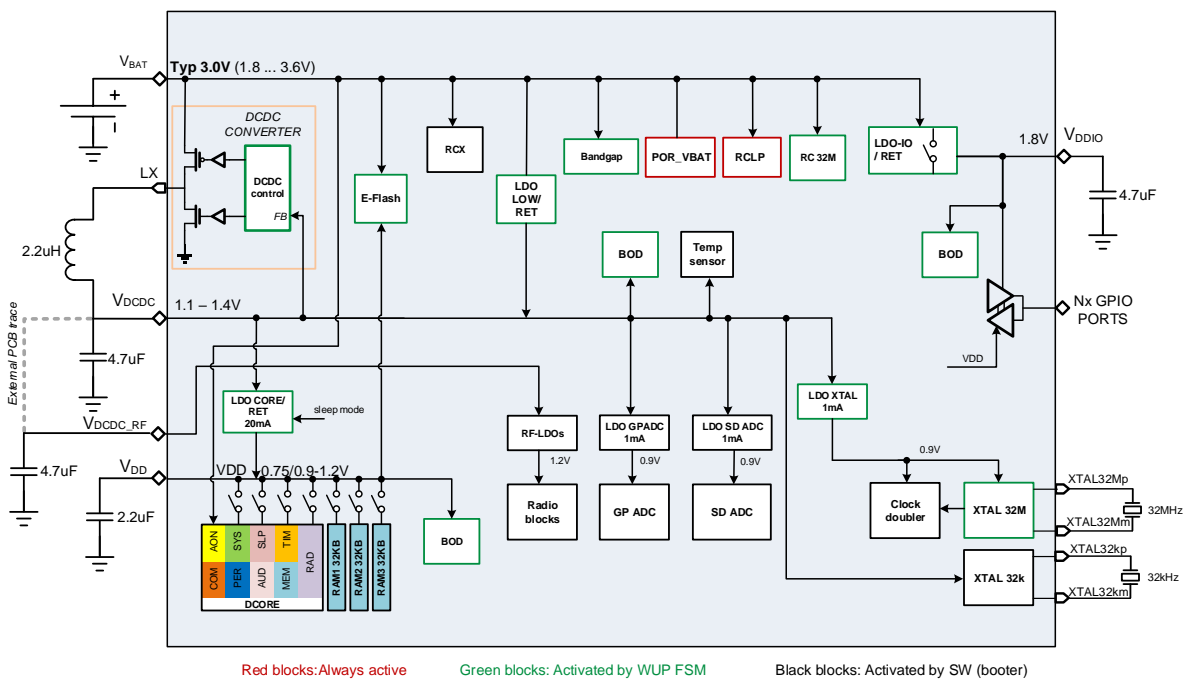 VBAT
Typ 3.0V (1.8 ... 3.6V)
DCDC
CONVERTER
DCDC
control
FB
LX
2.2uH
E-Flash
RCX
LDO
LOW/
RET
Bandgap
POR_VBAT
RCLP
RC 32M
LDO-IO
/ RET
1.8V
VDDIO
4.7uF
BOD
BOD
Temp
sensor
Nx GPIO
PORTS
VDD
VDCDC
1.1 – 1.4V
External PCB trace
4.7uF
LDO CORE/
RET
20mA
sleep mode
VDCDC_RF
4.7uF
RF-LDOs
1.2V
LDO GPADC
1mA
0.9V
LDO SD ADC
1mA
0.9V
LDO XTAL
1mA
0.9V
VDD
VDD 0.75/0.9-1.2V
2.2uF
Radio
blocks
GP ADC
SD ADC
Clock
doubler
XTAL 32M
XTAL32Mp
32MHz
XTAL32Mm
XTAL 32k
XTAL32kp
32kHz
XTAL32km
AON
SYS
SLP
TIM
RAD
COM
PER
AUD
MEM
DCORE
RAM1 32KB
RAM2 32KB
RAM3 32KB
BOD
Red blocks:Always active
Green blocks: Activated by WUP FSM
Black blocks: Activated by SW (booter)